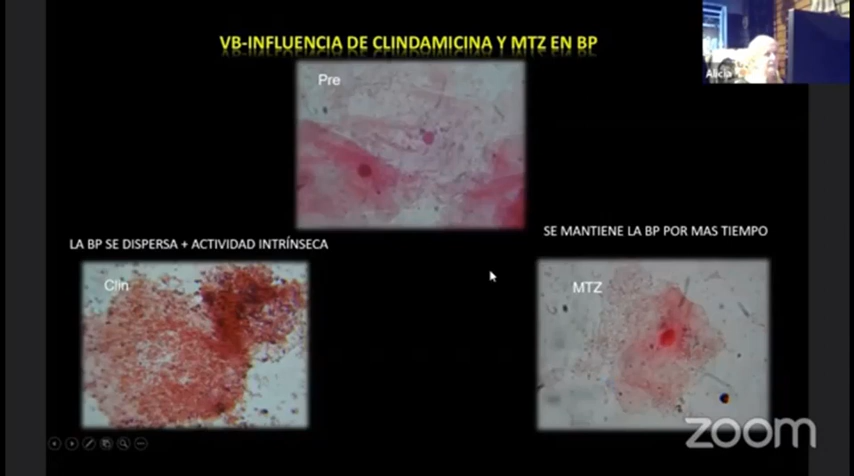 VB-INFLUENCIA DE CLINDAMICINA Y MTZ EN BP
Alicia
Pre
LA BP SE DISPERSA + ACTIVIDAD INTRÍNSECA
SE MANTIENE LA BP POR MAS TIEMPO
Clin
MTZ
zoom